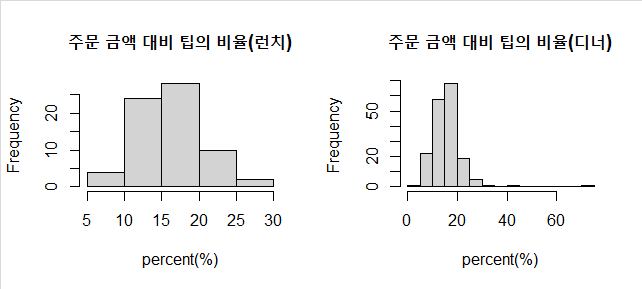 주문 금액 대비 팁의 비율(런치)
Frequency
0 10 20
5 10 15 20 25 30
percent(%)
주문 금액 대비 팁의 비율(디너)
Frequency
0 20 50
0 20 40 60
percent(%)